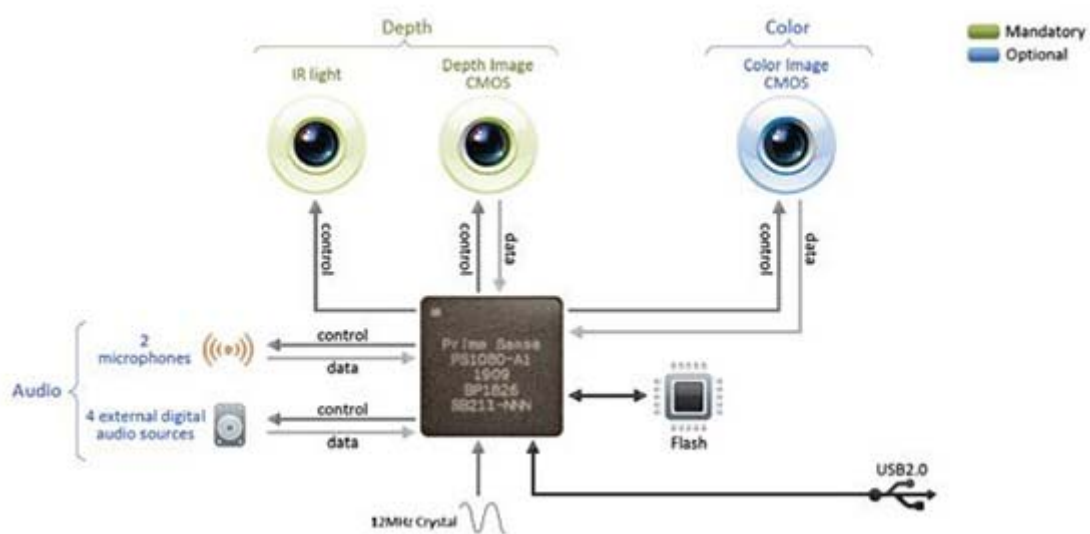 Depth
Color
Mandatory
Optional
IR light
Depth Image
CMOS
Color Image
CMOS
control
control
data
control
data
Audio
2
microphones
control
data
4 external digital
audio sources
control
data
Prime Sense
PS1080-A1
1909
SP1826
SB211-NNN
Flash
USB2.0
12MHz Crystal